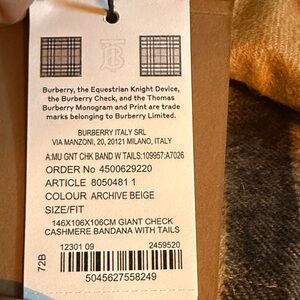 Burberry, the Equestrian Knight Device,
the Burberry Check, and the Thomas
Burberry Monogram and Print are trade
marks belonging to Burberry Limited.
BURBERRY ITALY SRL
VIA MANZONI, 20, 20121 MILANO, ITALY
A:MU GNT CHK BAND W TAILS:109957:A7026
ORDER No 4500629220
ARTICLE 8050481 1
COLOUR ARCHIVE BEIGE
SIZE/FIT
146X106X106CM GIANT CHECK
CASHMERE BANDANA WITH TAILS
72B
12301 09 2459520
5045627558249